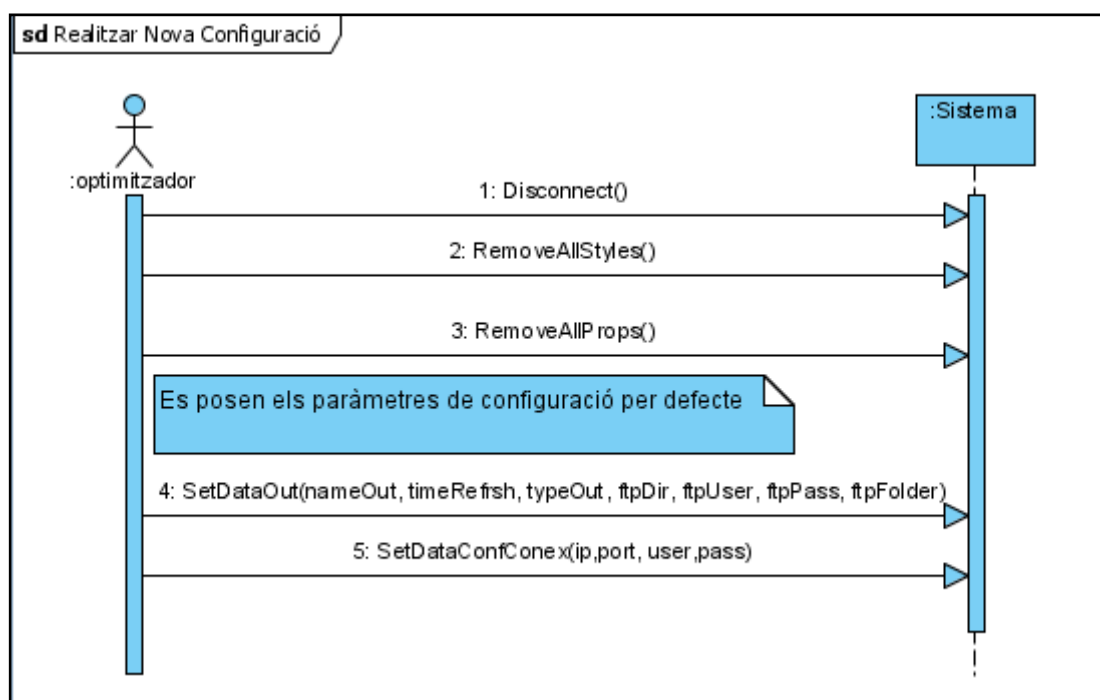 sd Realitzar Nova Configuració
:Sistema
:optimitzador
1: Disconnect()
2: RemoveAllStyles()
3: RemoveAllProps()
Es posen els paràmetres de configuració per defecte
4: SetDataOut(nameOut, timeRefrsh, typeOut, ftpDir, ftpUser, ftpPass, ftpFolder)
5: SetDataConfConex(ip,port, user,pass)